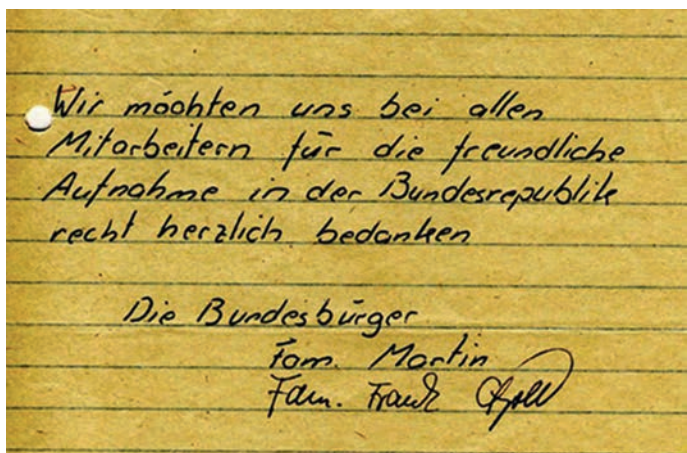 Wir möchten uns bei allen
Mitarbeitern für die freundliche
Aufnahme in der Bundesrepublik
recht herzlich bedanken
Die Bundesbürger
Fam. Martin
Fam. Frank